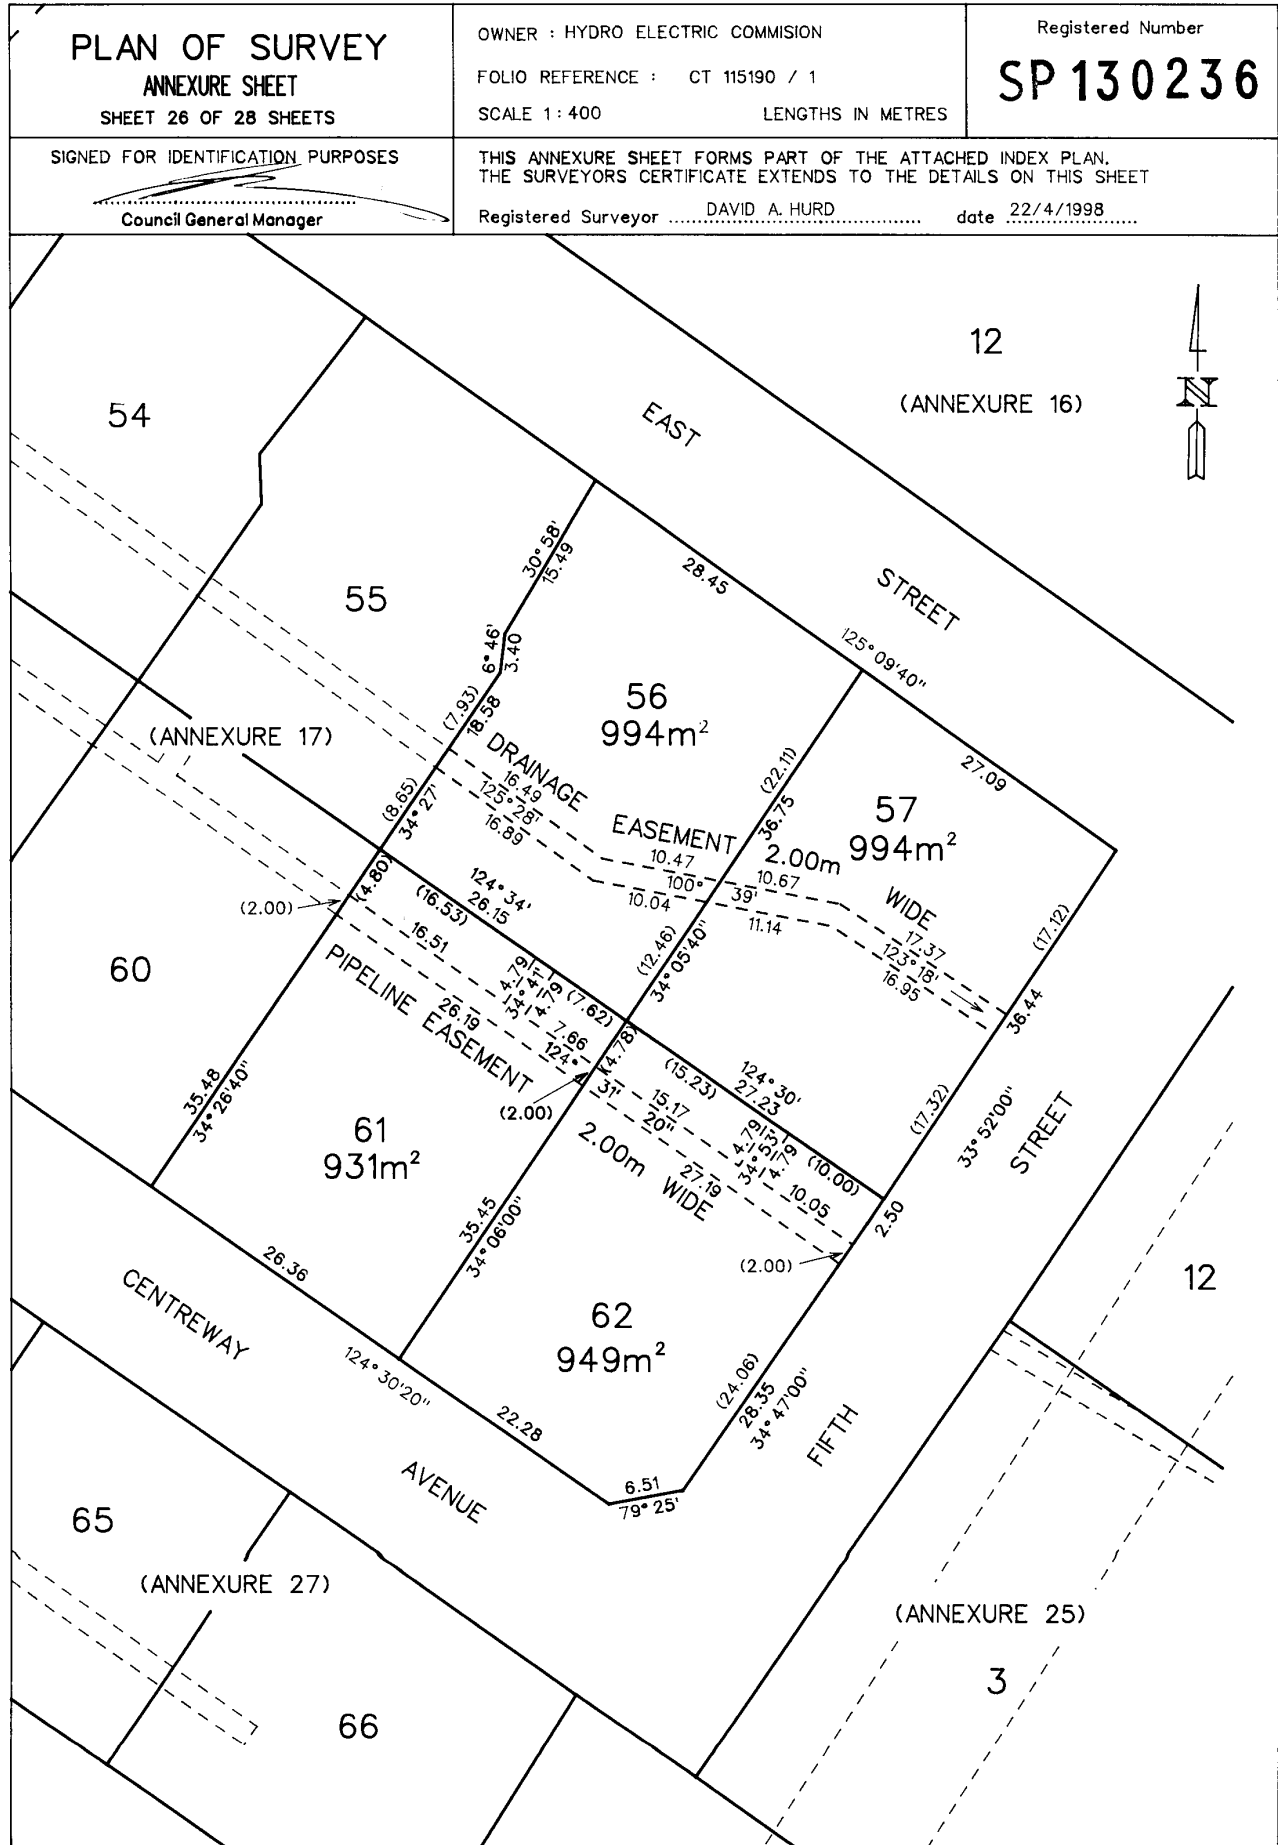 PLAN OF SURVEY
ANNEXURE SHEET
SHEET 26 OF 28 SHEETS
OWNER : HYDRO ELECTRIC COMMISION
FOLIO REFERENCE : CT 115190 / 1
SCALE 1 : 400 LENGTHS IN METRES
Registered Number
SP 130236
SIGNED FOR IDENTIFICATION PURPOSES
Council General Manager
THIS ANNEXURE SHEET FORMS PART OF THE ATTACHED INDEX PLAN.
THE SURVEYORS CERTIFICATE EXTENDS TO THE DETAILS ON THIS SHEET
Registered Surveyor DAVID A. HURD date 22/4/1998
12
(ANNEXURE 16)
N
54
EAST
STREET
55
30° 58'
15.49
28.45
125° 09'40"
6° 46'
3.40
56
994m²
(7.93)
18.58
(ANNEXURE 17)
DRAINAGE
EASEMENT
2.00m
WIDE
16.49
125° 28'
16.89
(22.11)
36.75
27.09
57
994m²
(8.65)
34° 27'
10.47
100°
10.04
10.67
39'
11.14
17.37
123° 18'
16.95
(17.12)
36.44
(4.80)
(2.00)
(16.53)
124° 34'
26.15
(12.46)
34° 05'40"
16.51
60
PIPELINE EASEMENT
26.19
4.79
34° 41'
4.79
(7.62)
7.66
124°
(4.78)
(2.00)
31'
20"
(15.23)
124° 30'
27.23
15.17
(17.32)
33° 52'00"
STREET
35.48
34° 26'40"
61
931m²
2.00m WIDE
27.19
4.79
34° 53'
4.79
(10.00)
10.05
2.50
(2.00)
35.45
34° 06'00"
26.36
12
CENTREWAY
62
949m²
124° 30'20"
22.28
(24.06)
28.35
34° 47'00"
FIFTH
AVENUE
6.51
79° 25'
65
(ANNEXURE 27)
(ANNEXURE 25)
3
66